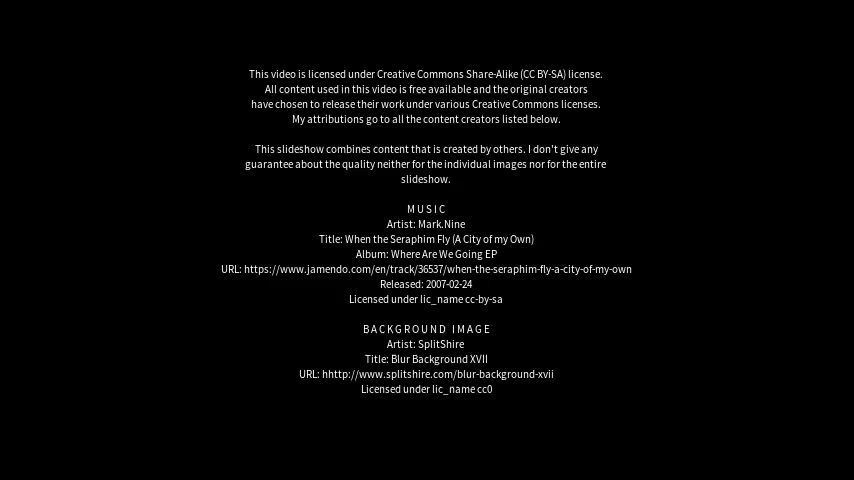 This video is licensed under Creative Commons Share-Alike (CC BY-SA) license.
All content used in this video is free available and the original creators
have chosen to release their work under various Creative Commons licenses.
My attributions go to all the content creators listed below.
This slideshow combines content that is created by others. I don't give any
guarantee about the quality neither for the individual images nor for the entire
slideshow.
MUSIC
Artist: Mark.Nine
Title: When the Seraphim Fly (A City of my Own)
Album: Where Are We Going EP
URL: https://www.jamendo.com/en/track/36537/when-the-seraphim-fly-a-city-of-my-own
Released: 2007-02-24
Licensed under lic_name cc-by-sa
BACKGROUND IMAGE
Artist: SplitShire
Title: Blur Background XVII
URL: hhttp://www.splitshire.com/blur-background-xvii
Licensed under lic_name cc0